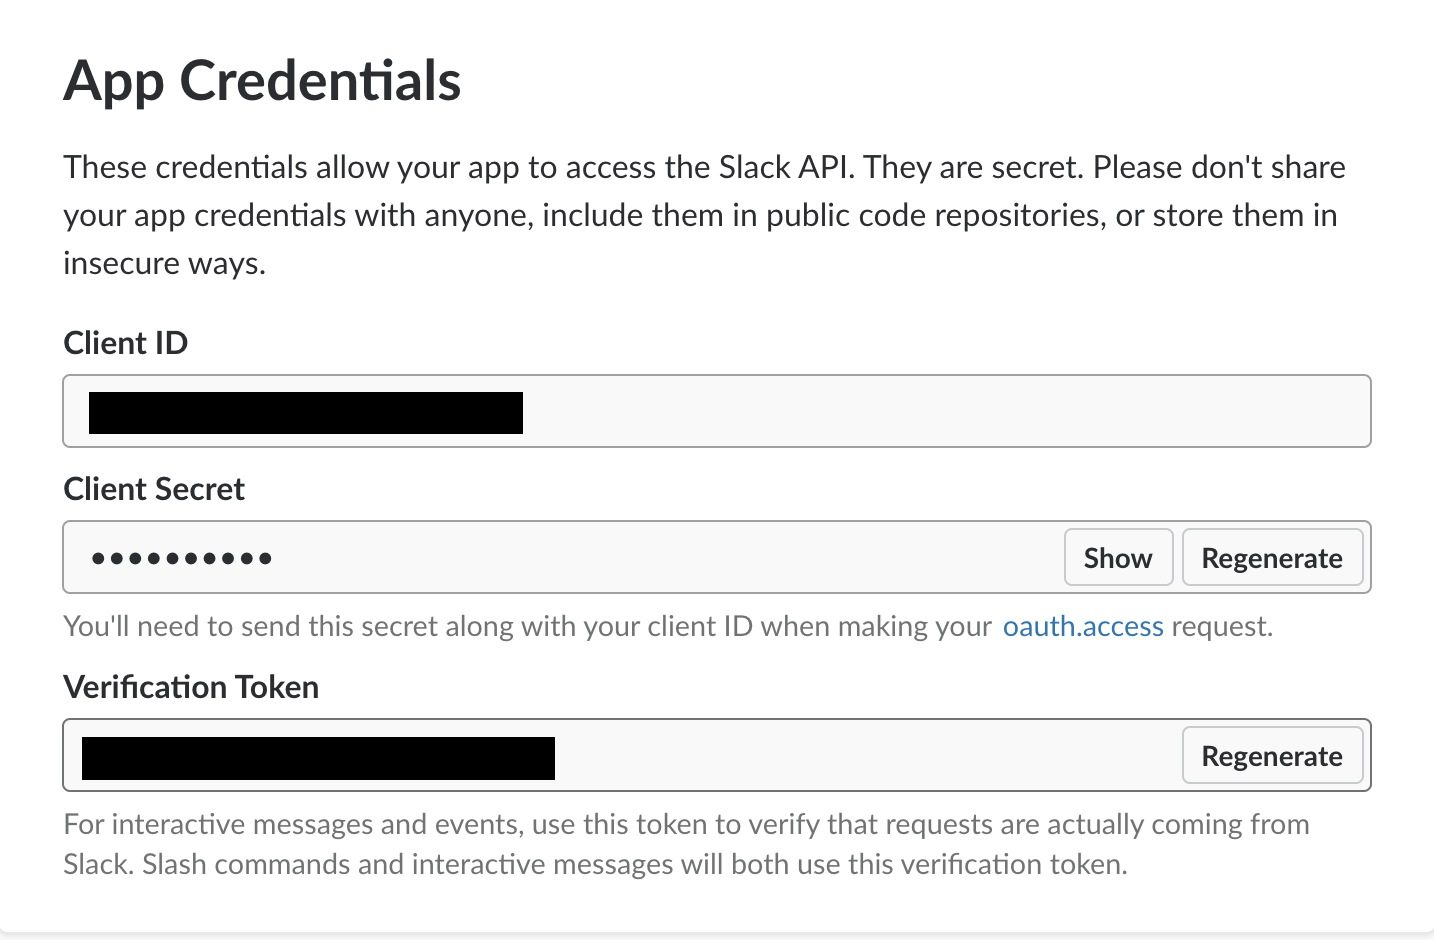 App Credentials
These credentials allow your app to access the Slack API. They are secret. Please don't share
your app credentials with anyone, include them in public code repositories, or store them in
insecure ways.
Client ID
Client Secret
••••••••••
Show
Regenerate
You'll need to send this secret along with your client ID when making your oauth.access request.
Verification Token
Regenerate
For interactive messages and events, use this token to verify that requests are actually coming from
Slack. Slash commands and interactive messages will both use this verification token.